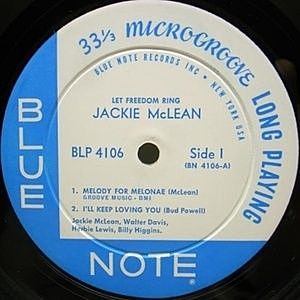 33 1/3 MICROGROOVE LONG PLAYING
BLUE NOTE RECORDS INC • NEW YORK USA
LET FREEDOM RING
JACKIE McLEAN
BLP 4106 Side 1
(BN 4106-A)
1. MELODY FOR MELONAE (McLean)
GROOVE MUSIC - BMI
2. I'LL KEEP LOVING YOU (Bud Powell)
Jackie McLean, Walter Davis,
Herbie Lewis, Billy Higgins.
BLUE
NOTE ®